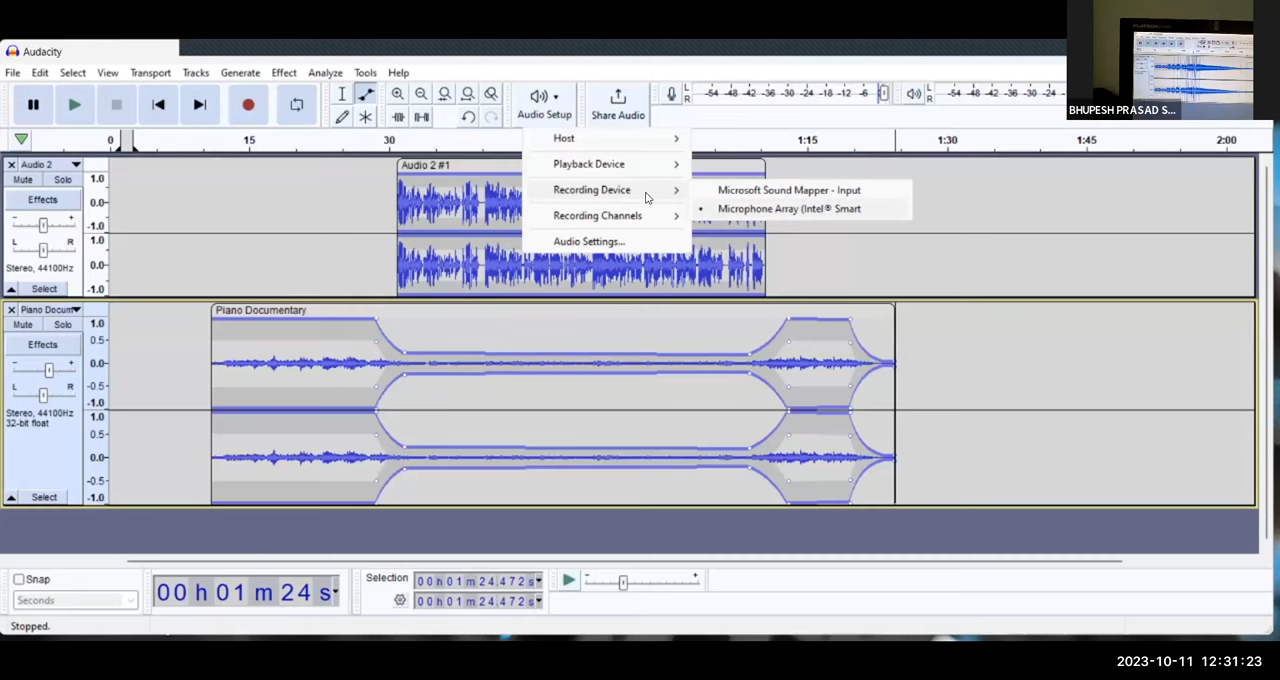 Audacity
BHUPESH PRASAD S...
File Edit Select View Transport Tracks Generate Effect Analyze Tools Help
Audio Setup
Share Audio
L
R
-54 -48 -42 -36 -30 -24 -18 -12 -6
L
R
-54 -48 -42 -36 -30 -24
0 15 30 1:15 1:30 1:45 2:00
Host
Playback Device
Recording Device
Recording Channels
Audio Settings...
Microsoft Sound Mapper - Input
Microphone Array (Intel® Smart
Audio 2
Mute Solo
Effects
- +
L R
Stereo, 44100Hz
Select
1.0
0.0
-1.0
1.0
0.0
-1.0
Audio 2 #1
Piano Docum
Mute Solo
Effects
- +
L R
Stereo, 44100Hz
32-bit float
Select
1.0
0.5
0.0
-0.5
-1.0
1.0
0.5
0.0
-0.5
-1.0
Piano Documentary
Snap
Seconds
00 h 01 m 24 s
Selection
00 h 01 m 24.472 s
00 h 01 m 24.472 s
- +
Stopped.
2023-10-11 12:31:23